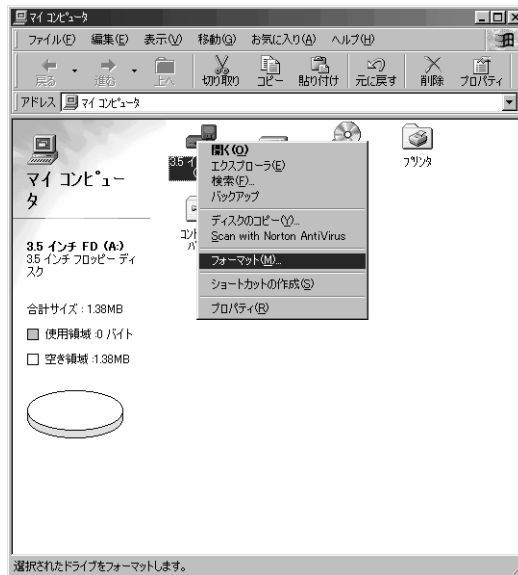 マイ コンピュータ
ファイル(F) 編集(E) 表示(V) 移動(G) お気に入り(A) ヘルプ(H)
戻る 進む 上へ 切り取り コピー 貼り付け 元に戻す 削除 プロパティ
アドレス マイ コンピュータ
マイ コンピュー
タ
3.5 インチ FD (A:)
3.5 インチ フロッピー ディ
スク
合計サイズ : 1.38MB
使用領域 :0 バイト
空き領域 :1.38MB
3.5 イ
コント
パ
プリンタ
開く(O)
エクスプローラ(E)
検索(F)...
バックアップ
ディスクのコピー(Y)...
Scan with Norton AntiVirus
フォーマット(M)...
ショートカットの作成(S)
プロパティ(R)
選択されたドライブをフォーマットします。